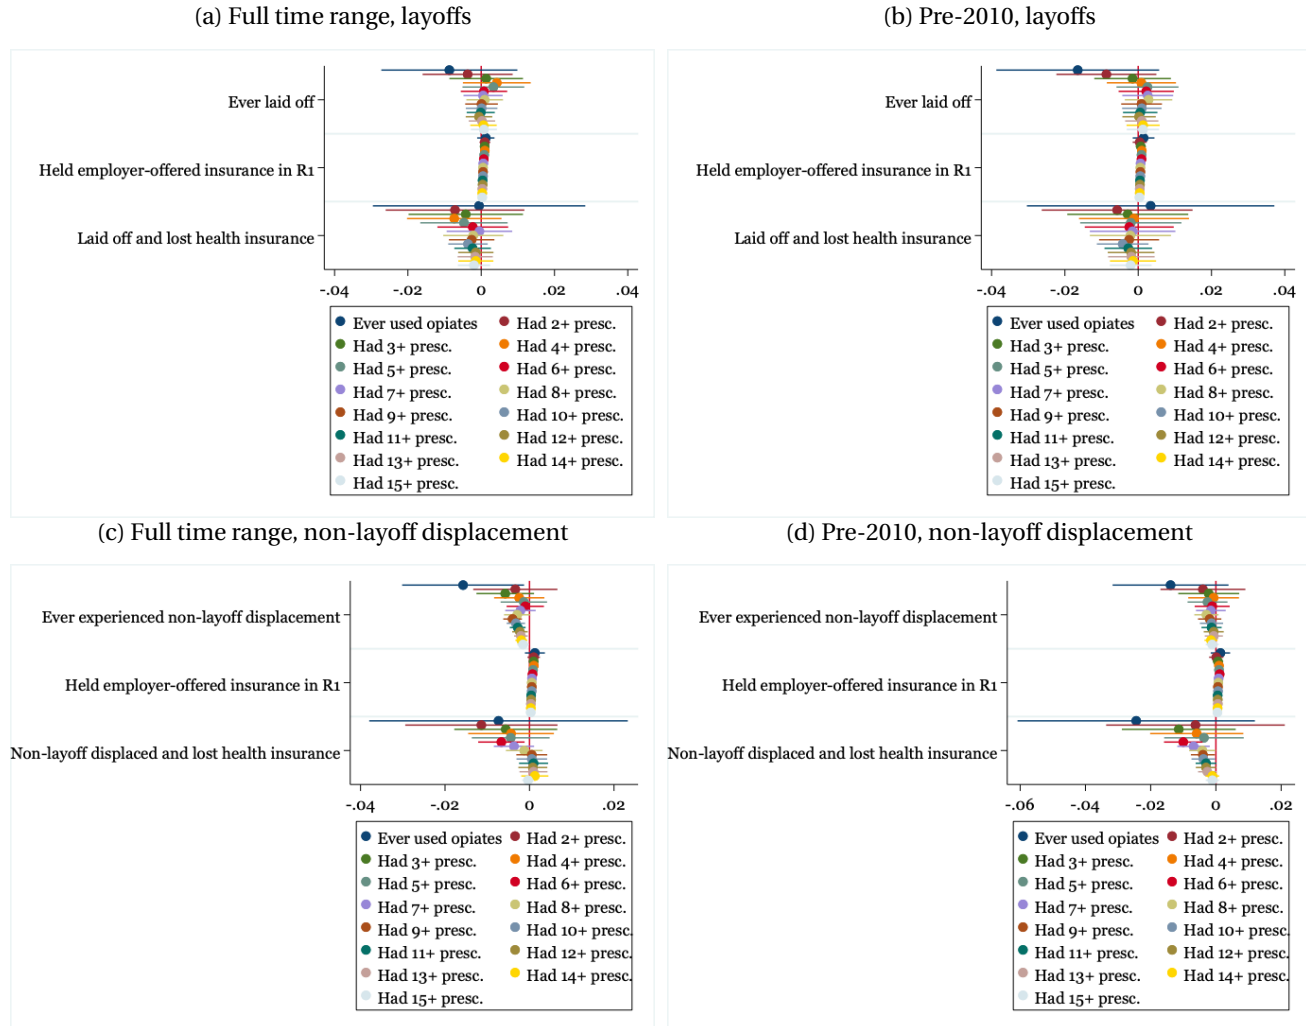 (a) Full time range, layoffs
Ever laid off
Held employer-offered insurance in R1
Laid off and lost health insurance
-.04 -.02 0 .02 .04
Ever used opiates Had 2+ presc.
Had 3+ presc. Had 4+ presc.
Had 5+ presc. Had 6+ presc.
Had 7+ presc. Had 8+ presc.
Had 9+ presc. Had 10+ presc.
Had 11+ presc. Had 12+ presc.
Had 13+ presc. Had 14+ presc.
Had 15+ presc.
(b) Pre-2010, layoffs
Ever laid off
Held employer-offered insurance in R1
Laid off and lost health insurance
-.04 -.02 0 .02 .04
Ever used opiates Had 2+ presc.
Had 3+ presc. Had 4+ presc.
Had 5+ presc. Had 6+ presc.
Had 7+ presc. Had 8+ presc.
Had 9+ presc. Had 10+ presc.
Had 11+ presc. Had 12+ presc.
Had 13+ presc. Had 14+ presc.
Had 15+ presc.
(c) Full time range, non-layoff displacement
Ever experienced non-layoff displacement
Held employer-offered insurance in R1
Non-layoff displaced and lost health insurance
-.04 -.02 0 .02
Ever used opiates Had 2+ presc.
Had 3+ presc. Had 4+ presc.
Had 5+ presc. Had 6+ presc.
Had 7+ presc. Had 8+ presc.
Had 9+ presc. Had 10+ presc.
Had 11+ presc. Had 12+ presc.
Had 13+ presc. Had 14+ presc.
Had 15+ presc.
(d) Pre-2010, non-layoff displacement
Ever experienced non-layoff displacement
Held employer-offered insurance in R1
Non-layoff displaced and lost health insurance
-.06 -.04 -.02 0 .02
Ever used opiates Had 2+ presc.
Had 3+ presc. Had 4+ presc.
Had 5+ presc. Had 6+ presc.
Had 7+ presc. Had 8+ presc.
Had 9+ presc. Had 10+ presc.
Had 11+ presc. Had 12+ presc.
Had 13+ presc. Had 14+ presc.
Had 15+ presc.